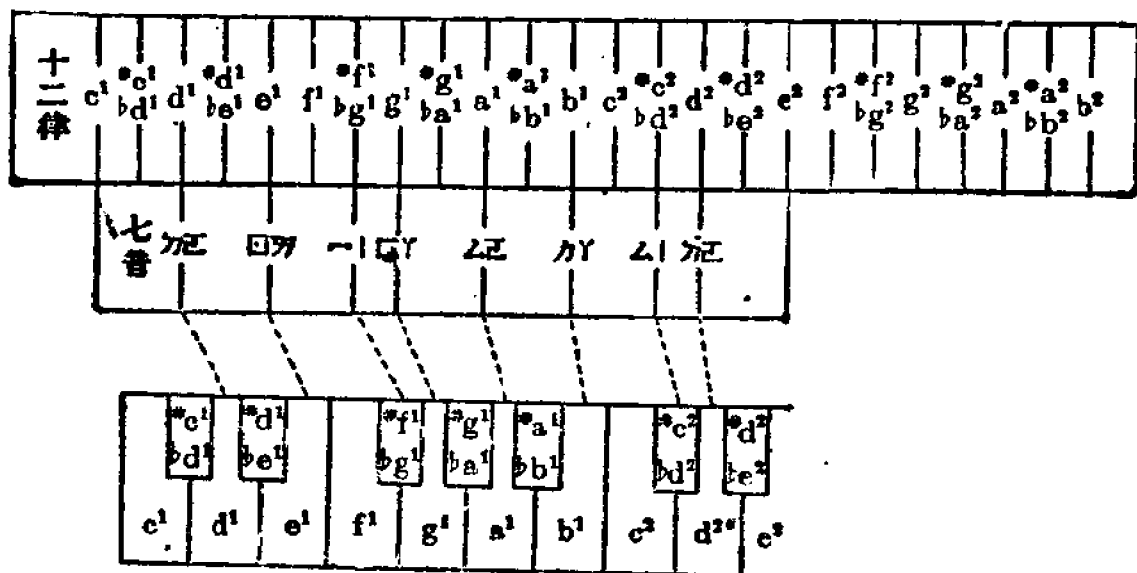 十二律 c¹ #c¹ ♭d¹ d¹ #d¹ ♭e¹ e¹ f¹ #f¹ ♭g¹ g¹ #g¹ ♭a¹ a¹ #a¹ ♭b¹ b¹ c² #c² ♭d² d² #d² ♭e² e² f² #f² ♭g² g² #g² ♭a² a² #a² ♭b² b²
七音 ㄌㄚ ㄙㄧ
#c¹ #d¹ #f¹ #g¹ #a¹ #c² #d²
♭d¹ ♭e¹ ♭g¹ ♭a¹ ♭b¹ ♭d² ♭e²
c¹ d¹ e¹ f¹ g¹ a¹ b¹ c² d² e²